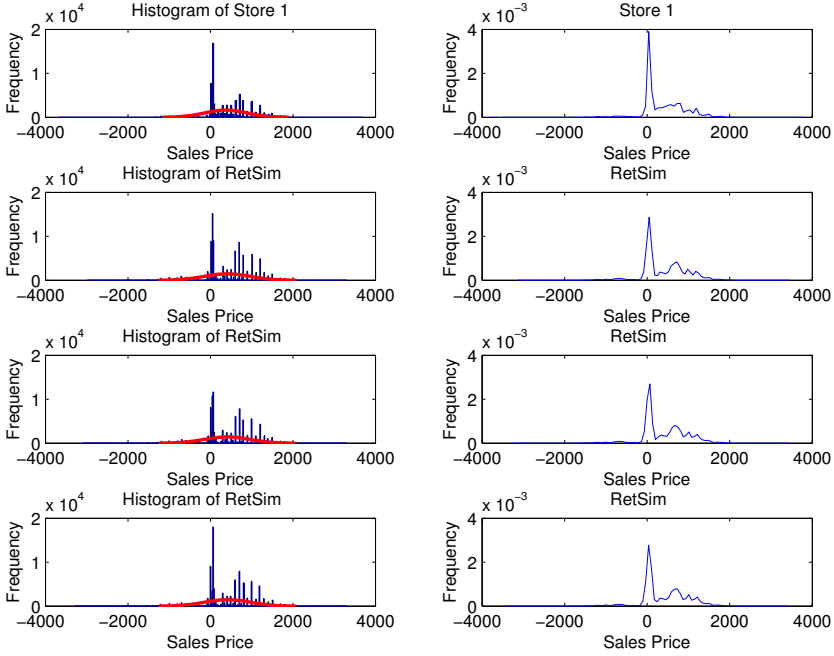 Histogram of Store 1
x 10^4
Frequency
2
1
0
−4000 −2000 0 2000 4000
Sales Price
Store 1
x 10^−3
Frequency
4
2
0
−4000 −2000 0 2000 4000
Sales Price
Histogram of RetSim
x 10^4
Frequency
2
1
0
−4000 −2000 0 2000 4000
Sales Price
RetSim
x 10^−3
Frequency
4
2
0
−4000 −2000 0 2000 4000
Sales Price
Histogram of RetSim
x 10^4
Frequency
2
1
0
−4000 −2000 0 2000 4000
Sales Price
RetSim
x 10^−3
Frequency
4
2
0
−4000 −2000 0 2000 4000
Sales Price
Histogram of RetSim
x 10^4
Frequency
2
1
0
−4000 −2000 0 2000 4000
Sales Price
RetSim
x 10^−3
Frequency
4
2
0
−4000 −2000 0 2000 4000
Sales Price